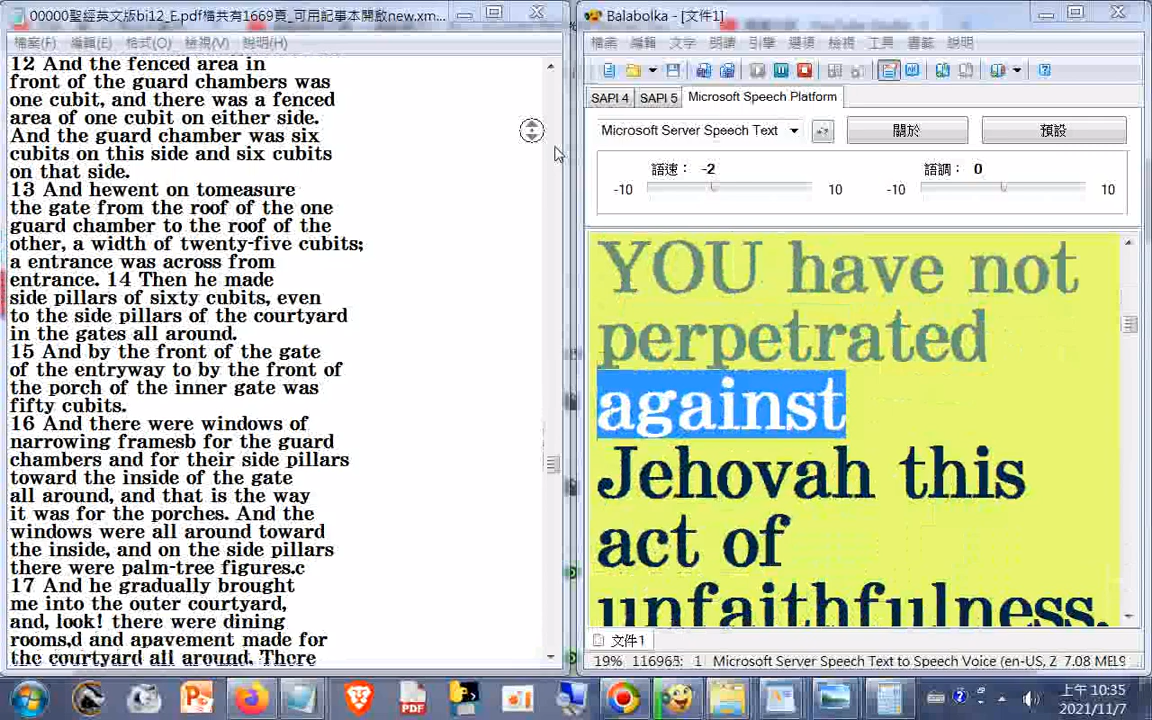 00000聖經英文版bi12_E.pdf檔共有1669頁_可用記事本開啟new.xm...
檔案(F) 編輯(E) 格式(O) 檢視(V) 說明(H)
12 And the fenced area in
front of the guard chambers was
one cubit, and there was a fenced
area of one cubit on either side.
And the guard chamber was six
cubits on this side and six cubits
on that side.
13 And hewent on tomeasure
the gate from the roof of the one
guard chamber to the roof of the
other, a width of twenty-five cubits;
a entrance was across from
entrance. 14 Then he made
side pillars of sixty cubits, even
to the side pillars of the courtyard
in the gates all around.
15 And by the front of the gate
of the entryway to by the front of
the porch of the inner gate was
fifty cubits.
16 And there were windows of
narrowing framesb for the guard
chambers and for their side pillars
toward the inside of the gate
all around, and that is the way
it was for the porches. And the
windows were all around toward
the inside, and on the side pillars
there were palm-tree figures.c
17 And he gradually brought
me into the outer courtyard,
and, look! there were dining
rooms,d and apavement made for
the courtyard all around. There
Balabolka - [文件1]
檔案 編輯 文字 朗讀 引擎 選項 檢視 工具 書籤 說明
SAPI 4 SAPI 5 Microsoft Speech Platform
Microsoft Server Speech Text 關於 預設
語速： -2 語調： 0
-10 10 -10 10
YOU have not
perpetrated
against
Jehovah this
act of
unfaithfulness.
文件1
19% 116963: 1 Microsoft Server Speech Text to Speech Voice (en-US, Z 7.08 МЕ19
PDF
上午 10:35
2021/11/7